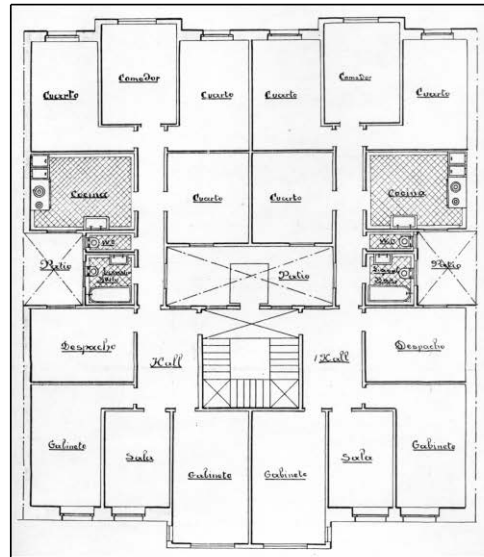 Comedor
Comedor
Cuarto
Cuarto
Cuarto
Cuarto
Cocina
Cuarto
Cuarto
Cocina
W.C.
W.C.
Patio
Patio
Patio
Despacho
Despacho
Hall
Hall
Gabinete
Sala
Gabinete
Gabinete
Sala
Gabinete